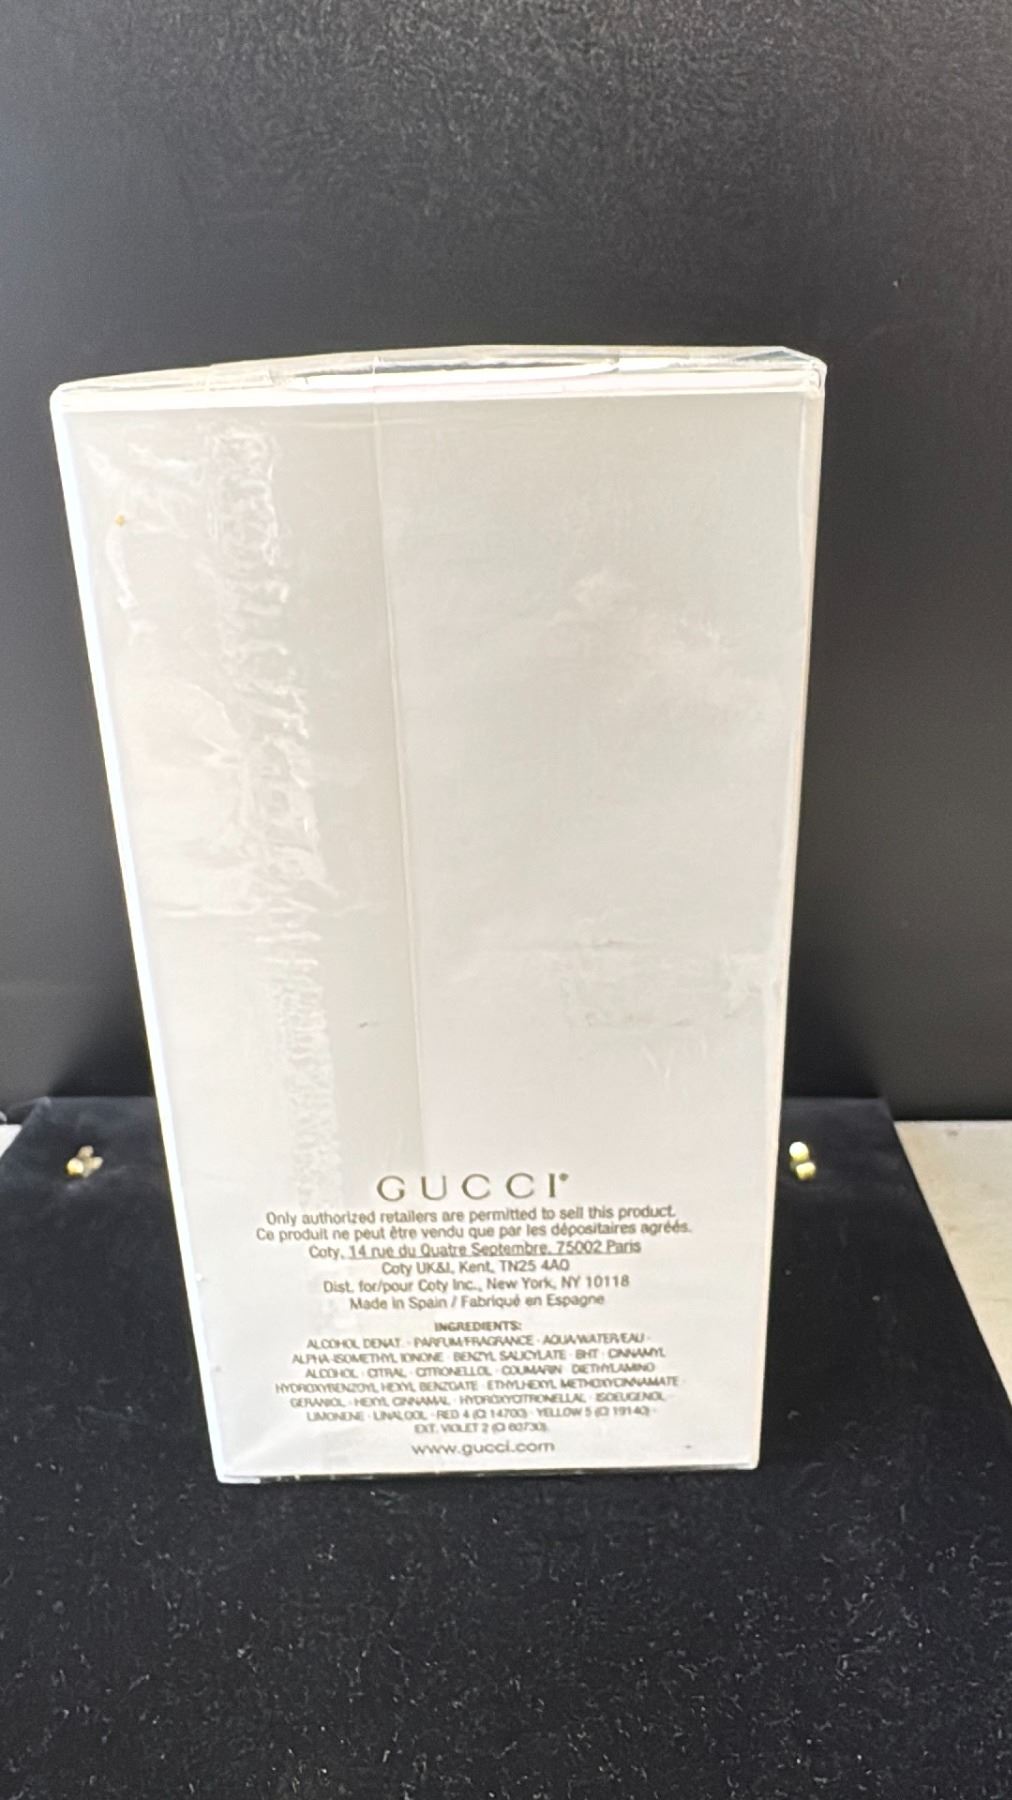 GUCCI®
Only authorized retailers are permitted to sell this product.
Ce produit ne peut être vendu que par les dépositaires agréés.
Coty, 14 rue du Quatre Septembre, 75002 Paris
Coty UK&I, Kent, TN25 4AQ
Dist. for/pour Coty Inc., New York, NY 10118
Made in Spain / Fabriqué en Espagne
INGREDIENTS:
ALCOHOL DENAT. · PARFUM/FRAGRANCE · AQUA/WATER/EAU ·
ALPHA-ISOMETHYL IONONE · BENZYL SALICYLATE · BHT · CINNAMYL
ALCOHOL · CITRAL · CITRONELLOL · COUMARIN · DIETHYLAMINO
HYDROXYBENZOYL HEXYL BENZOATE · ETHYLHEXYL METHOXYCINNAMATE ·
GERANIOL · HEXYL CINNAMAL · HYDROXYCITRONELLAL · ISOEUGENOL ·
LIMONENE · LINALOOL · RED 4 (CI 14700) · YELLOW 5 (CI 19140) ·
EXT. VIOLET 2 (CI 60730).
www.gucci.com